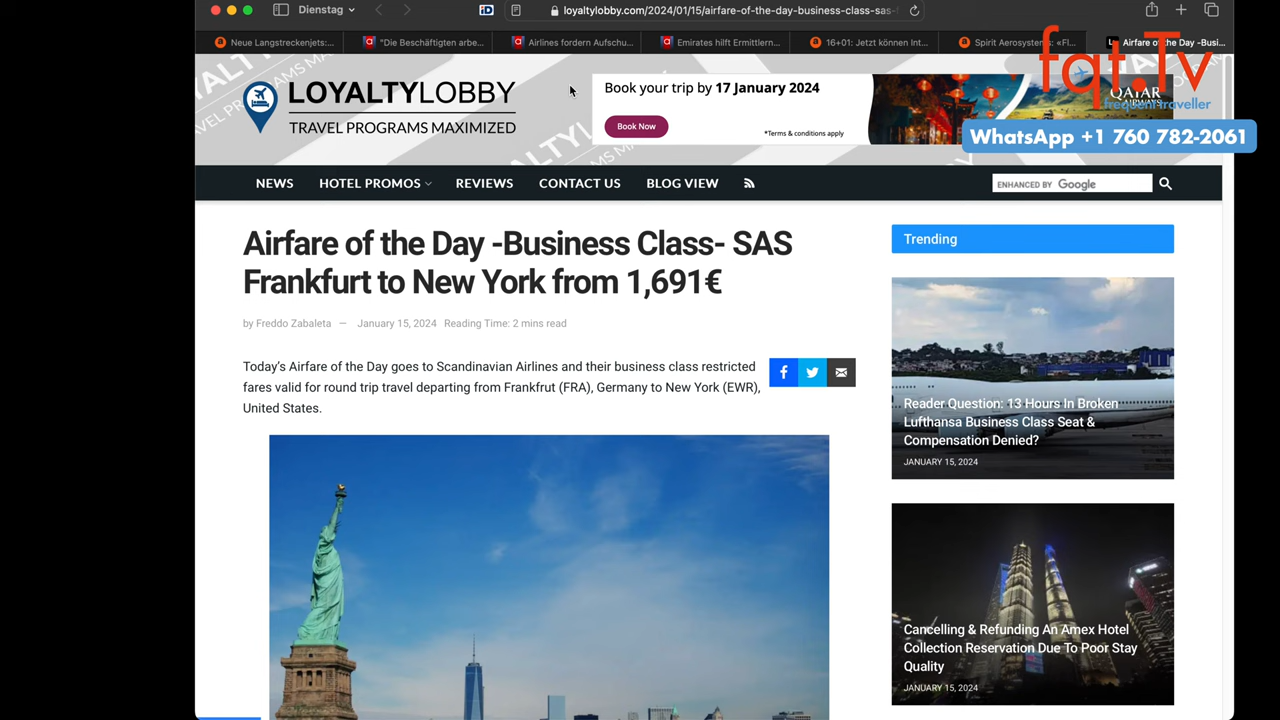 Dienstag
loyaltylobby.com/2024/01/15/airfare-of-the-day-business-class-sas-
Neue Langstreckenjets:...
"Die Beschäftigten arbe...
Airlines fordern Aufschu...
Emirates hilft Ermittlern...
16+01: Jetzt können Int...
Spirit Aerosystems: «Fl...
Airfare of the Day -Busi...
fqt.Tv
frequent traveller
WhatsApp +1 760 782-2061
LOYALTYLOBBY
TRAVEL PROGRAMS MAXIMIZED
Book your trip by 17 January 2024
Book Now
*Terms & conditions apply
QATAR
NEWS
HOTEL PROMOS
REVIEWS
CONTACT US
BLOG VIEW
ENHANCED BY Google
Airfare of the Day -Business Class- SAS
Frankfurt to New York from 1,691€
by Freddo Zabaleta — January 15, 2024 Reading Time: 2 mins read
Today's Airfare of the Day goes to Scandinavian Airlines and their business class restricted
fares valid for round trip travel departing from Frankfrut (FRA), Germany to New York (EWR),
United States.
Trending
Reader Question: 13 Hours In Broken
Lufthansa Business Class Seat &
Compensation Denied?
JANUARY 15, 2024
Cancelling & Refunding An Amex Hotel
Collection Reservation Due To Poor Stay
Quality
JANUARY 15, 2024